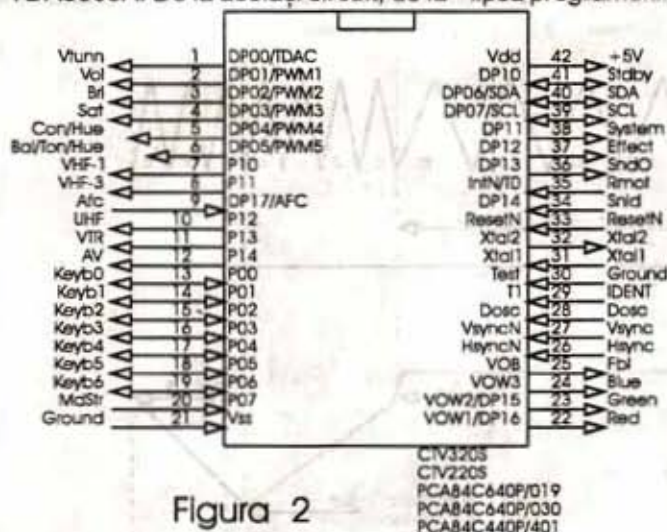 Vtunn 1 DP00/TDAC Vdd 42 +5V
Vol 2 DP01/PWM1 DP10 41 Stdby
Bri 3 DP02/PWM2 DP06/SDA 40 SDA
Sat 4 DP03/PWM3 DP07/SCL 39 SCL
Con/Hue 5 DP04/PWM4 DP11 38 System
Bal/Ton/Hue 6 DP05/PWM5 DP12 37 Effect
VHF-1 7 P10 DP13 36 SndO
VHF-3 8 P11 IntN/T0 35 Rmot
Afc 9 DP17/AFC DP14 34 SnId
UHF 10 P12 ResetN 33 ResetN
VTR 11 P13 Xtal2 32 Xtal2
AV 12 P14 Xtal1 31 Xtal1
Keyb0 13 P00 Test 30 Ground
Keyb1 14 P01 T1 29 IDENT
Keyb2 15 P02 Dosc 28 Dosc
Keyb3 16 P03 VsyncN 27 Vsync
Keyb4 17 P04 HsyncN 26 Hsync
Keyb5 18 P05 VOB 25 Fbl
Keyb6 19 P06 VOW3 24 Blue
MdStr 20 P07 VOW2/DP15 23 Green
Ground 21 Vss VOW1/DP16 22 Red
CTV320S
CTV220S
PCA84C640P/019
PCA84C640P/030
PCA84C440P/401
Figura 2